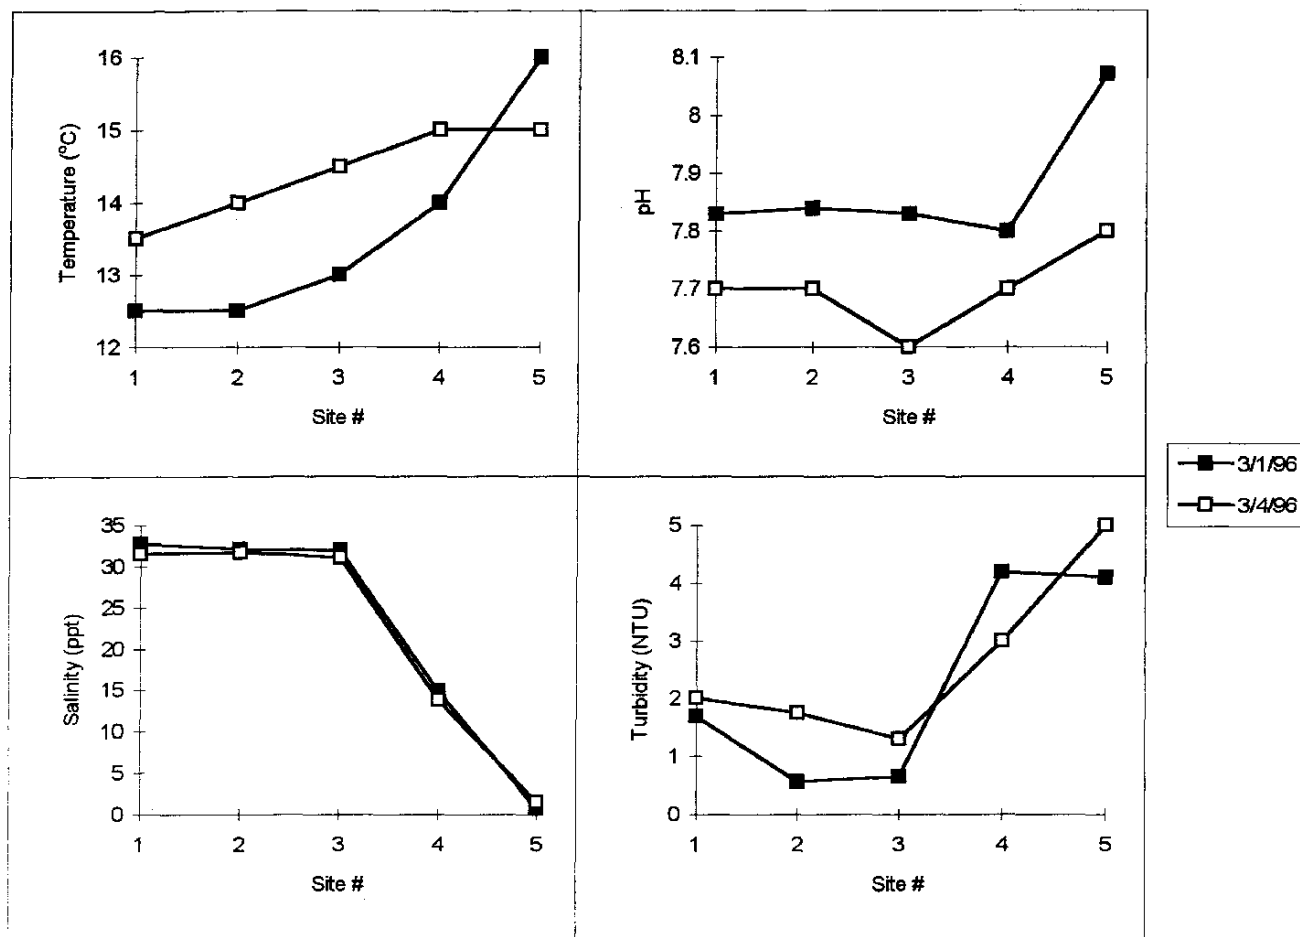 16
15
14
13
12
Temperature (°C)
1 2 3 4 5
Site #
8.1
8
7.9
7.8
7.7
7.6
pH
1 2 3 4 5
Site #
35
30
25
20
15
10
5
0
Salinity (ppt)
1 2 3 4 5
Site #
5
4
3
2
1
0
Turbidity (NTU)
1 2 3 4 5
Site #
3/1/96
3/4/96